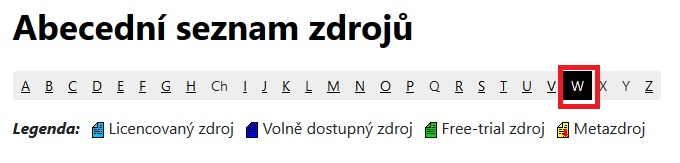 Abecední seznam zdrojů
A B C D E F G H Ch I J K L M N O P Q R S T U V W X Y Z
Legenda: Licencovaný zdroj Volně dostupný zdroj Free-trial zdroj Metazdroj